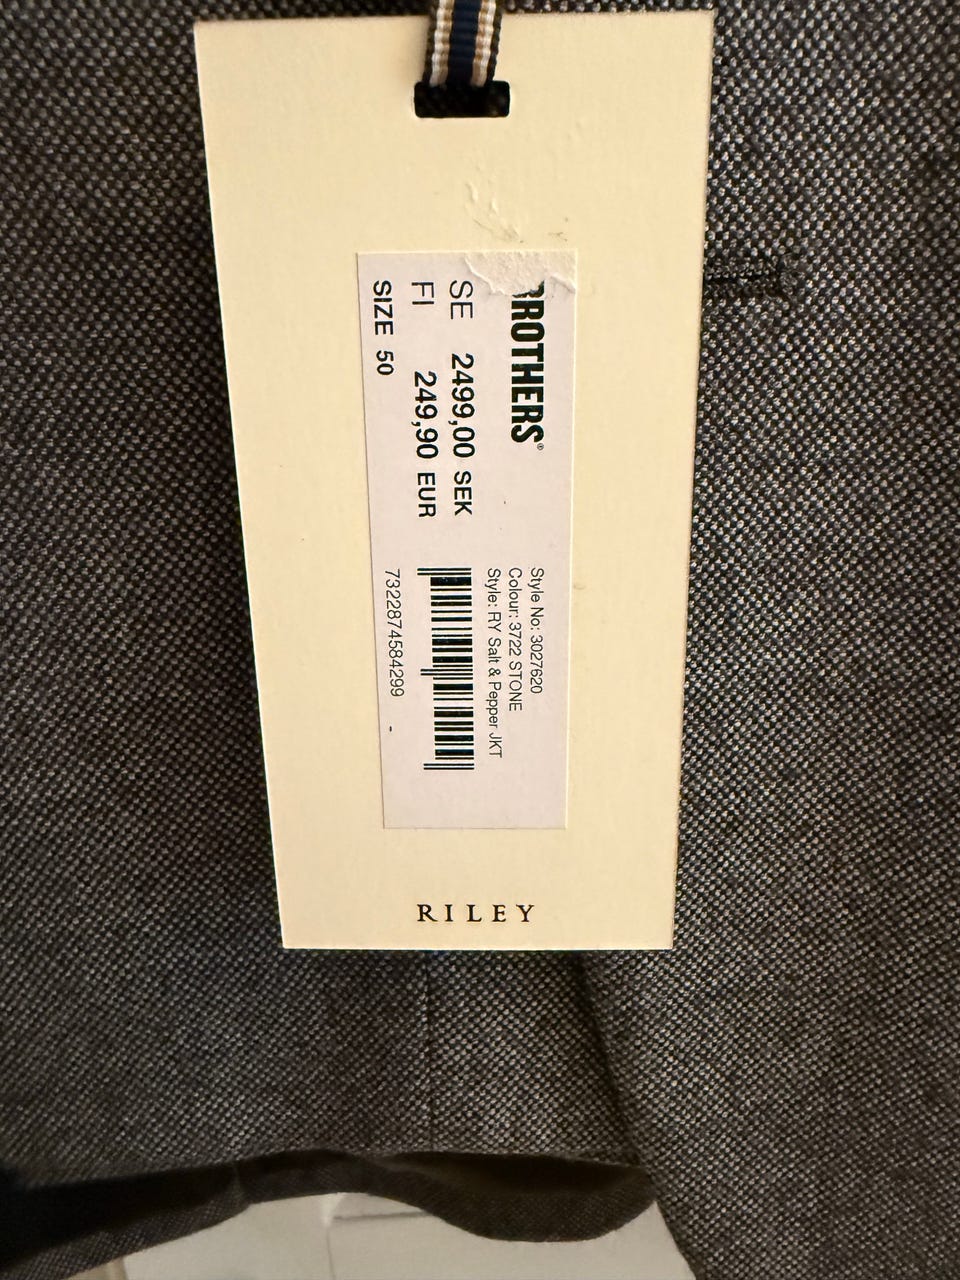 BROTHERS®
SE 2499,00 SEK
FI 249,90 EUR
SIZE 50
Style No: 3027620
Colour: 3722 STONE
Style: RY Salt & Pepper JKT
7322874584299
RILEY